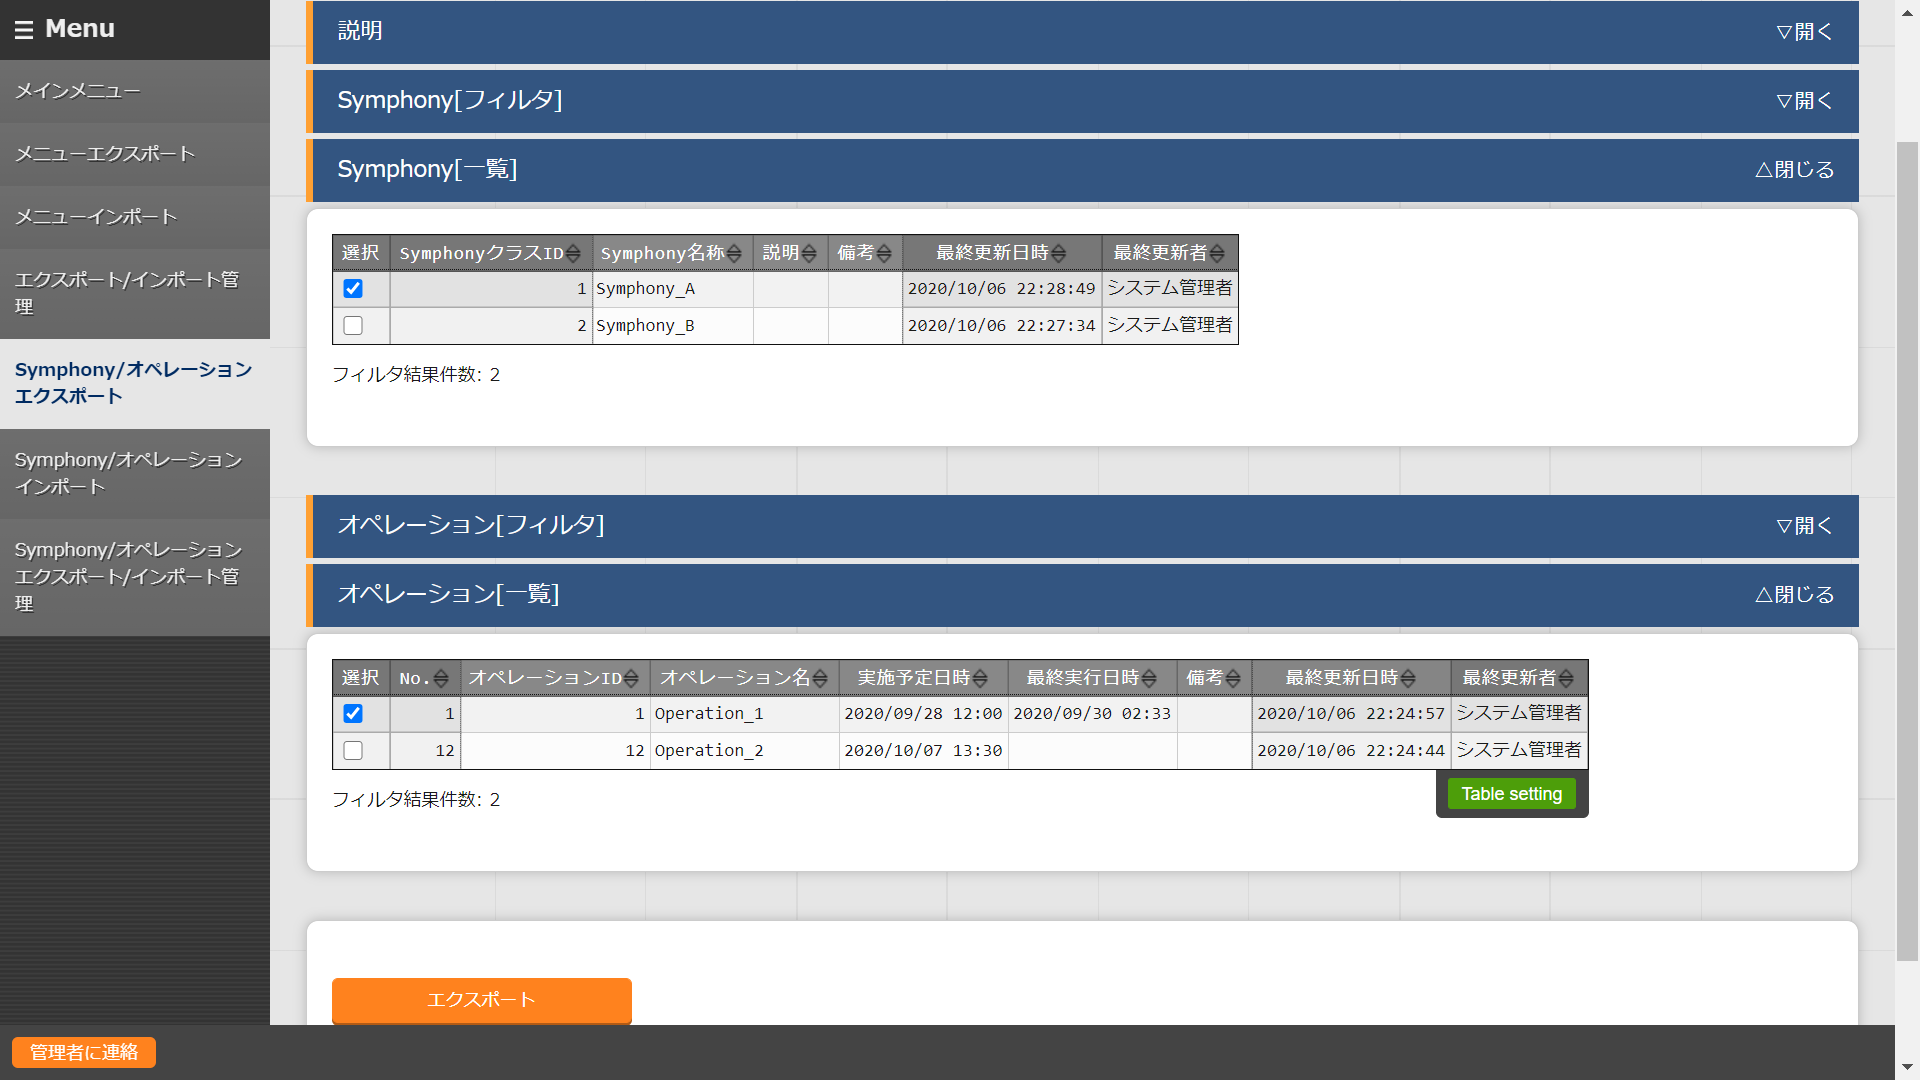 Menu
メインメニュー
メニューエクスポート
メニューインポート
エクスポート/インポート管
理
Symphony/オペレーション
エクスポート
Symphony/オペレーション
インポート
Symphony/オペレーション
エクスポート/インポート管
理
説明 ▽開く
Symphony[フィルタ] ▽開く
Symphony[一覧] △閉じる
選択 SymphonyクラスID Symphony名称 説明 備考 最終更新日時 最終更新者
1 Symphony_A 2020/10/06 22:28:49 システム管理者
2 Symphony_B 2020/10/06 22:27:34 システム管理者
フィルタ結果件数: 2
オペレーション[フィルタ] ▽開く
オペレーション[一覧] △閉じる
選択 No. オペレーションID オペレーション名 実施予定日時 最終実行日時 備考 最終更新日時 最終更新者
1 1 Operation_1 2020/09/28 12:00 2020/09/30 02:33 2020/10/06 22:24:57 システム管理者
12 12 Operation_2 2020/10/07 13:30 2020/10/06 22:24:44 システム管理者
フィルタ結果件数: 2
Table setting
エクスポート
管理者に連絡